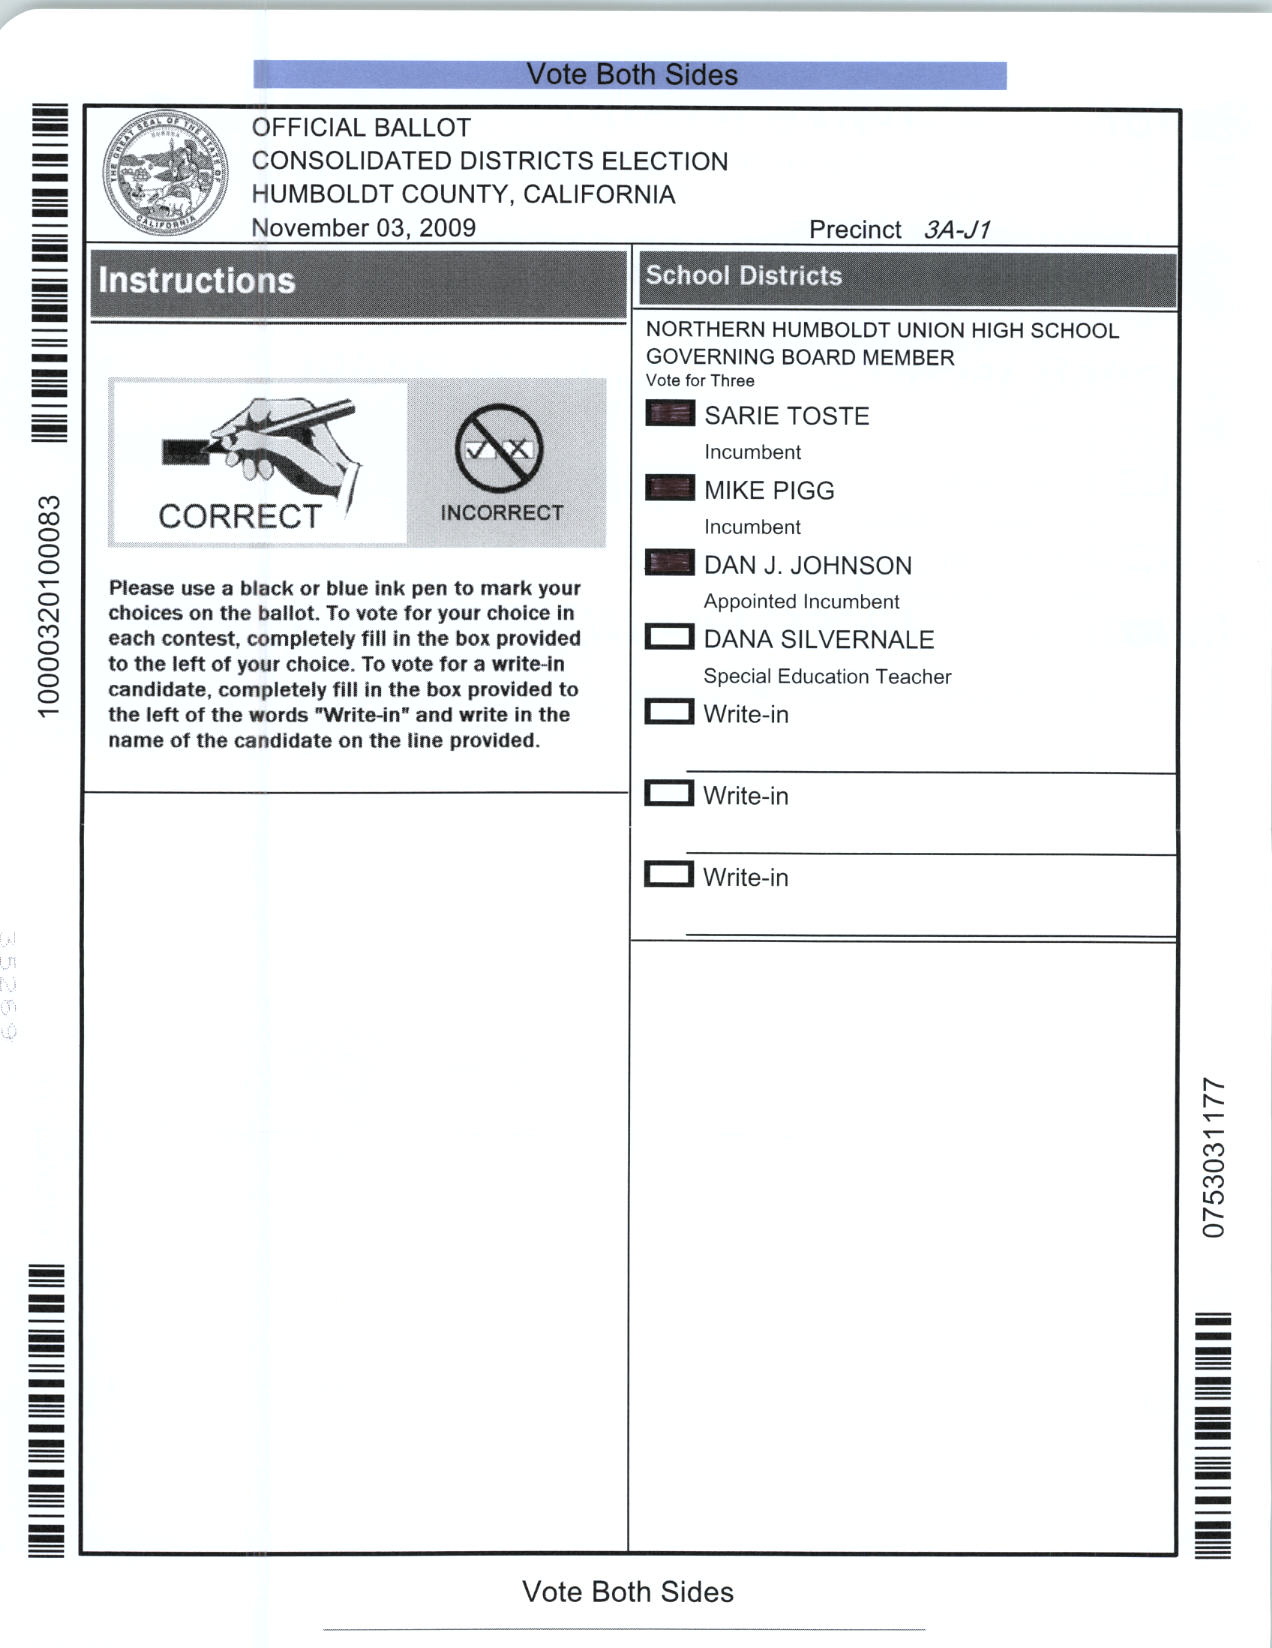 Vote Both Sides
OFFICIAL BALLOT
CONSOLIDATED DISTRICTS ELECTION
HUMBOLDT COUNTY, CALIFORNIA
November 03, 2009
Precinct 3A-J1
THE GREAT SEAL OF THE STATE OF CALIFORNIA
EUREKA
Instructions
CORRECT
INCORRECT
Please use a black or blue ink pen to mark your
choices on the ballot. To vote for your choice in
each contest, completely fill in the box provided
to the left of your choice. To vote for a write-in
candidate, completely fill in the box provided to
the left of the words "Write-in" and write in the
name of the candidate on the line provided.
School Districts
NORTHERN HUMBOLDT UNION HIGH SCHOOL
GOVERNING BOARD MEMBER
Vote for Three
SARIE TOSTE
Incumbent
MIKE PIGG
Incumbent
DAN J. JOHNSON
Appointed Incumbent
DANA SILVERNALE
Special Education Teacher
Write-in
Write-in
Write-in
10000320100083
35269
0753031177
Vote Both Sides